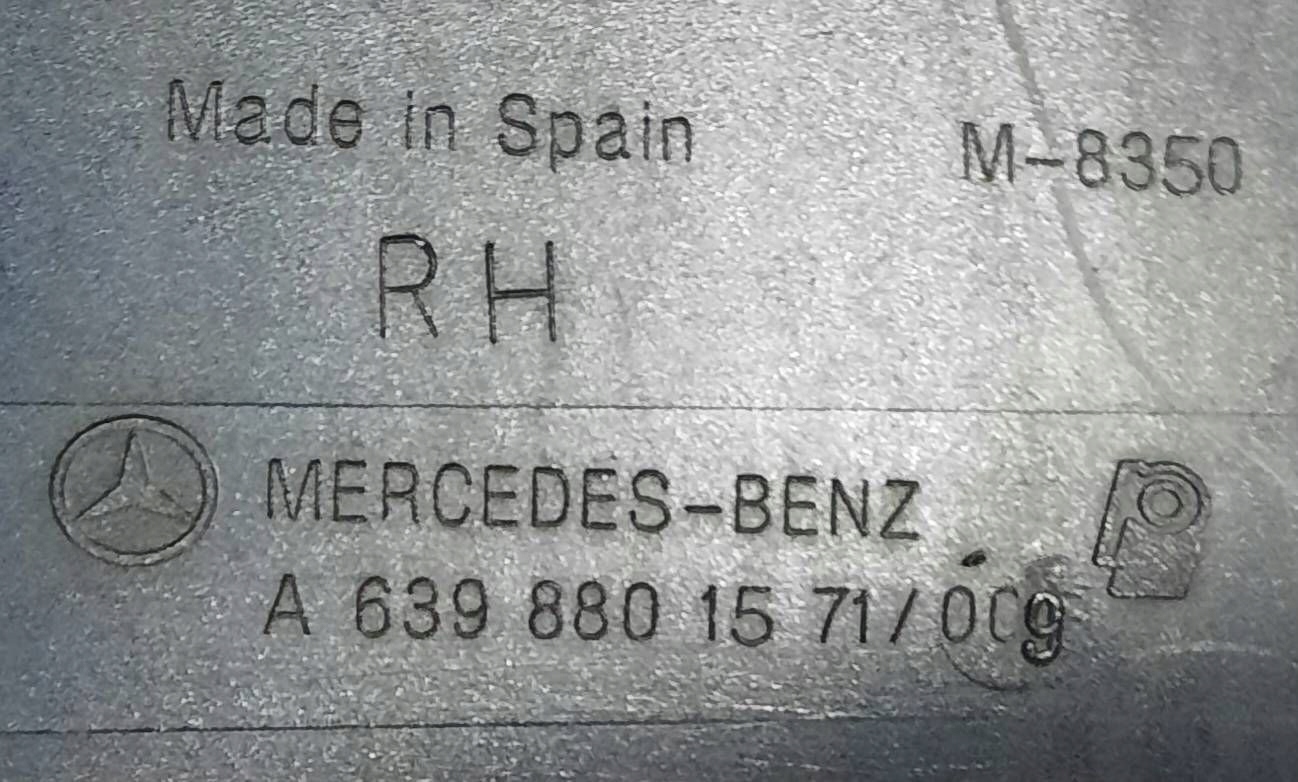 Made in Spain M-8350
RH
MERCEDES-BENZ
A 639 880 15 71/009